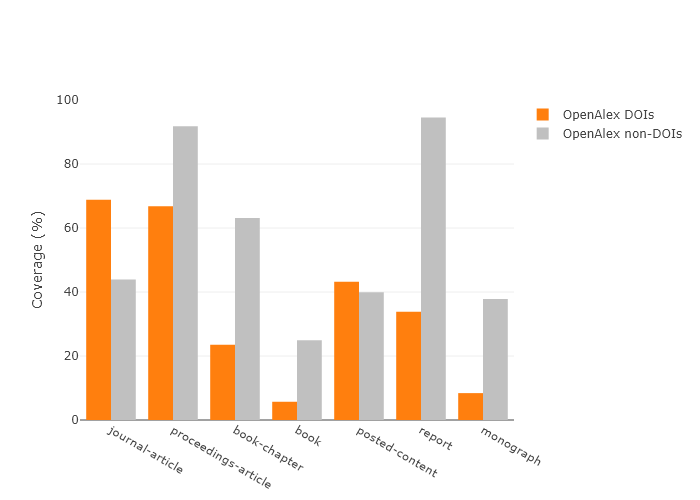 100
80
60
40
20
0
Coverage (%)
journal-article
proceedings-article
book-chapter
book
posted-content
report
monograph
OpenAlex DOIs
OpenAlex non-DOIs